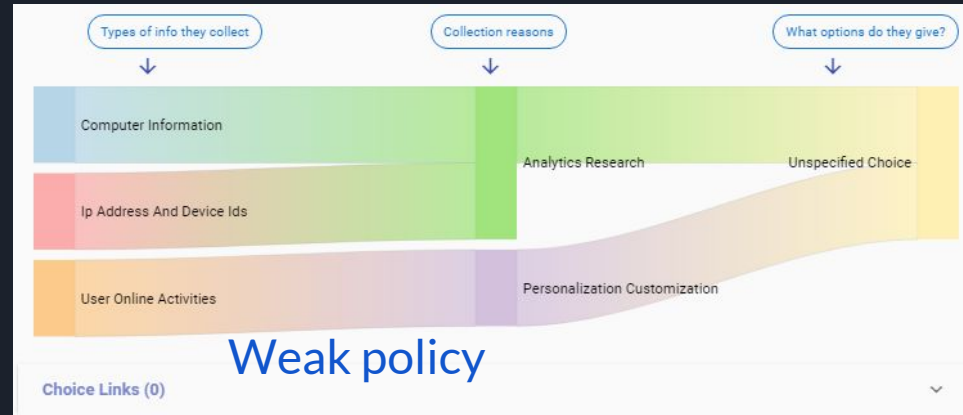 Types of info they collect
Collection reasons
What options do they give?
Computer Information
Analytics Research
Unspecified Choice
Ip Address And Device Ids
Personalization Customization
User Online Activities
Weak policy
Choice Links (0)